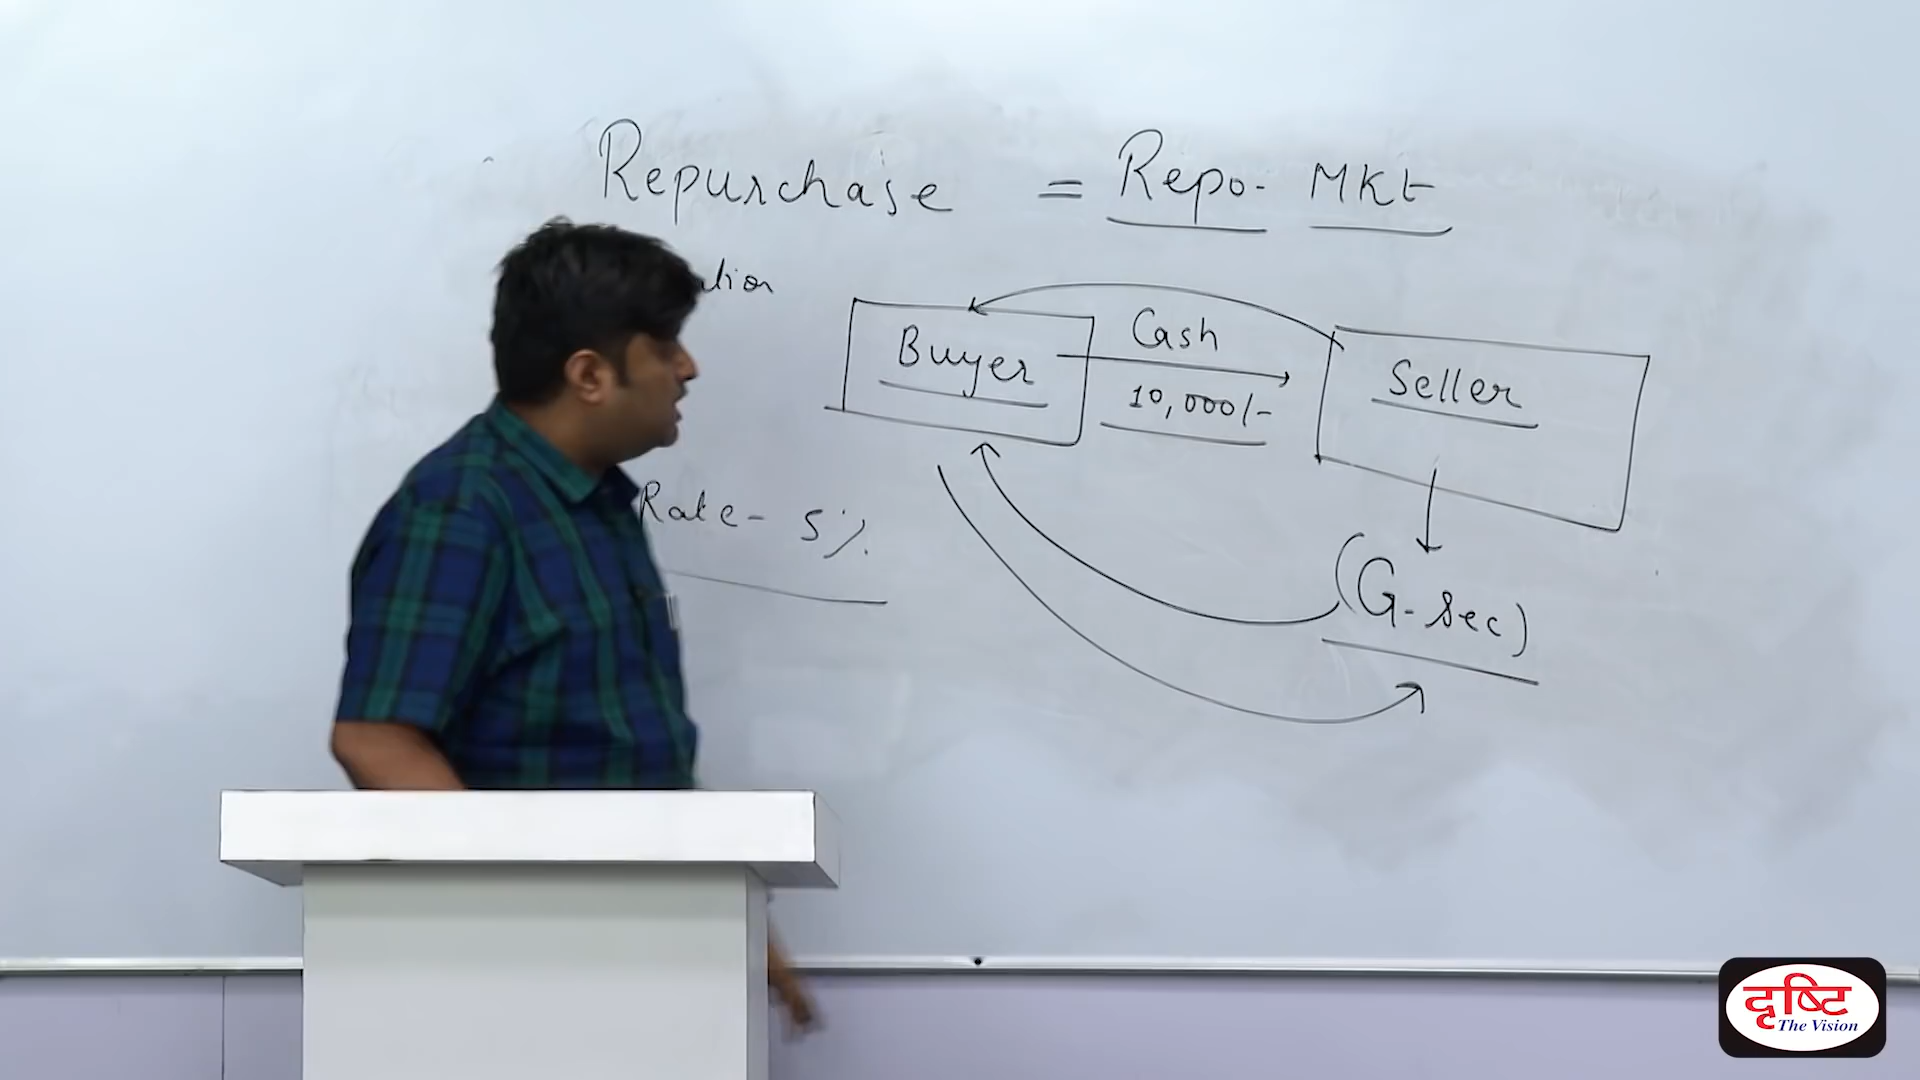 Repurchase = Repo- MKt
Buyer
Cash
10,000/-
Seller
Rate- 5%
(G-sec)
दृष्टि
The Vision